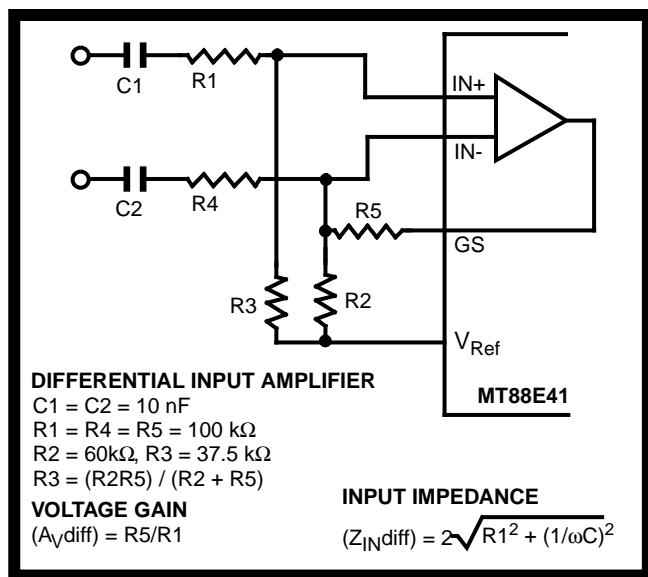 C1
R1
IN+
IN-
C2
R4
R5
GS
R3
R2
VRef
MT88E41
DIFFERENTIAL INPUT AMPLIFIER
C1 = C2 = 10 nF
R1 = R4 = R5 = 100 kΩ
R2 = 60kΩ, R3 = 37.5 kΩ
R3 = (R2R5) / (R2 + R5)
VOLTAGE GAIN
(AVdiff) = R5/R1
INPUT IMPEDANCE
(ZINdiff) = 2√R1² + (1/ωC)²